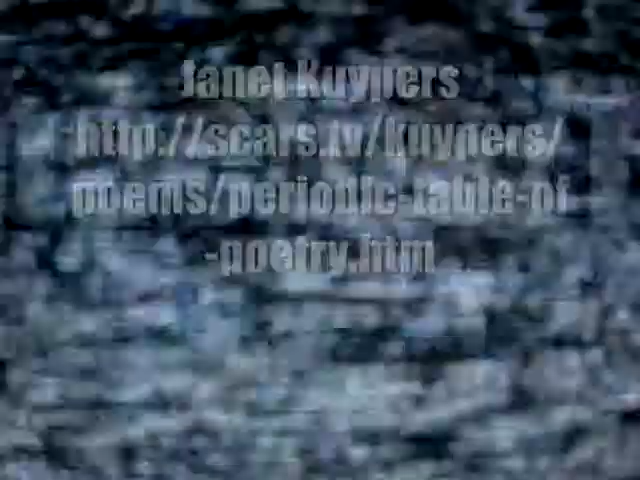 Janet Kuypers
http://scars.tv/kuypers/
poems/periodic-table-of
-poetry.htm